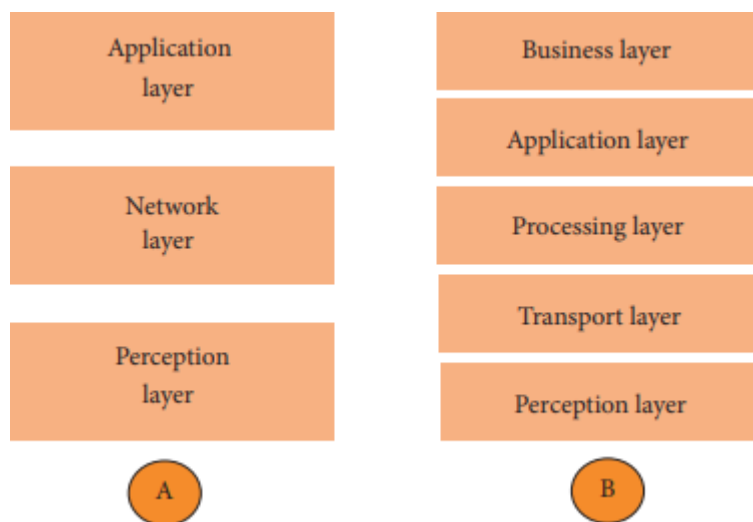 Application
layer
Network
layer
Perception
layer
A
Business layer
Application layer
Processing layer
Transport layer
Perception layer
B